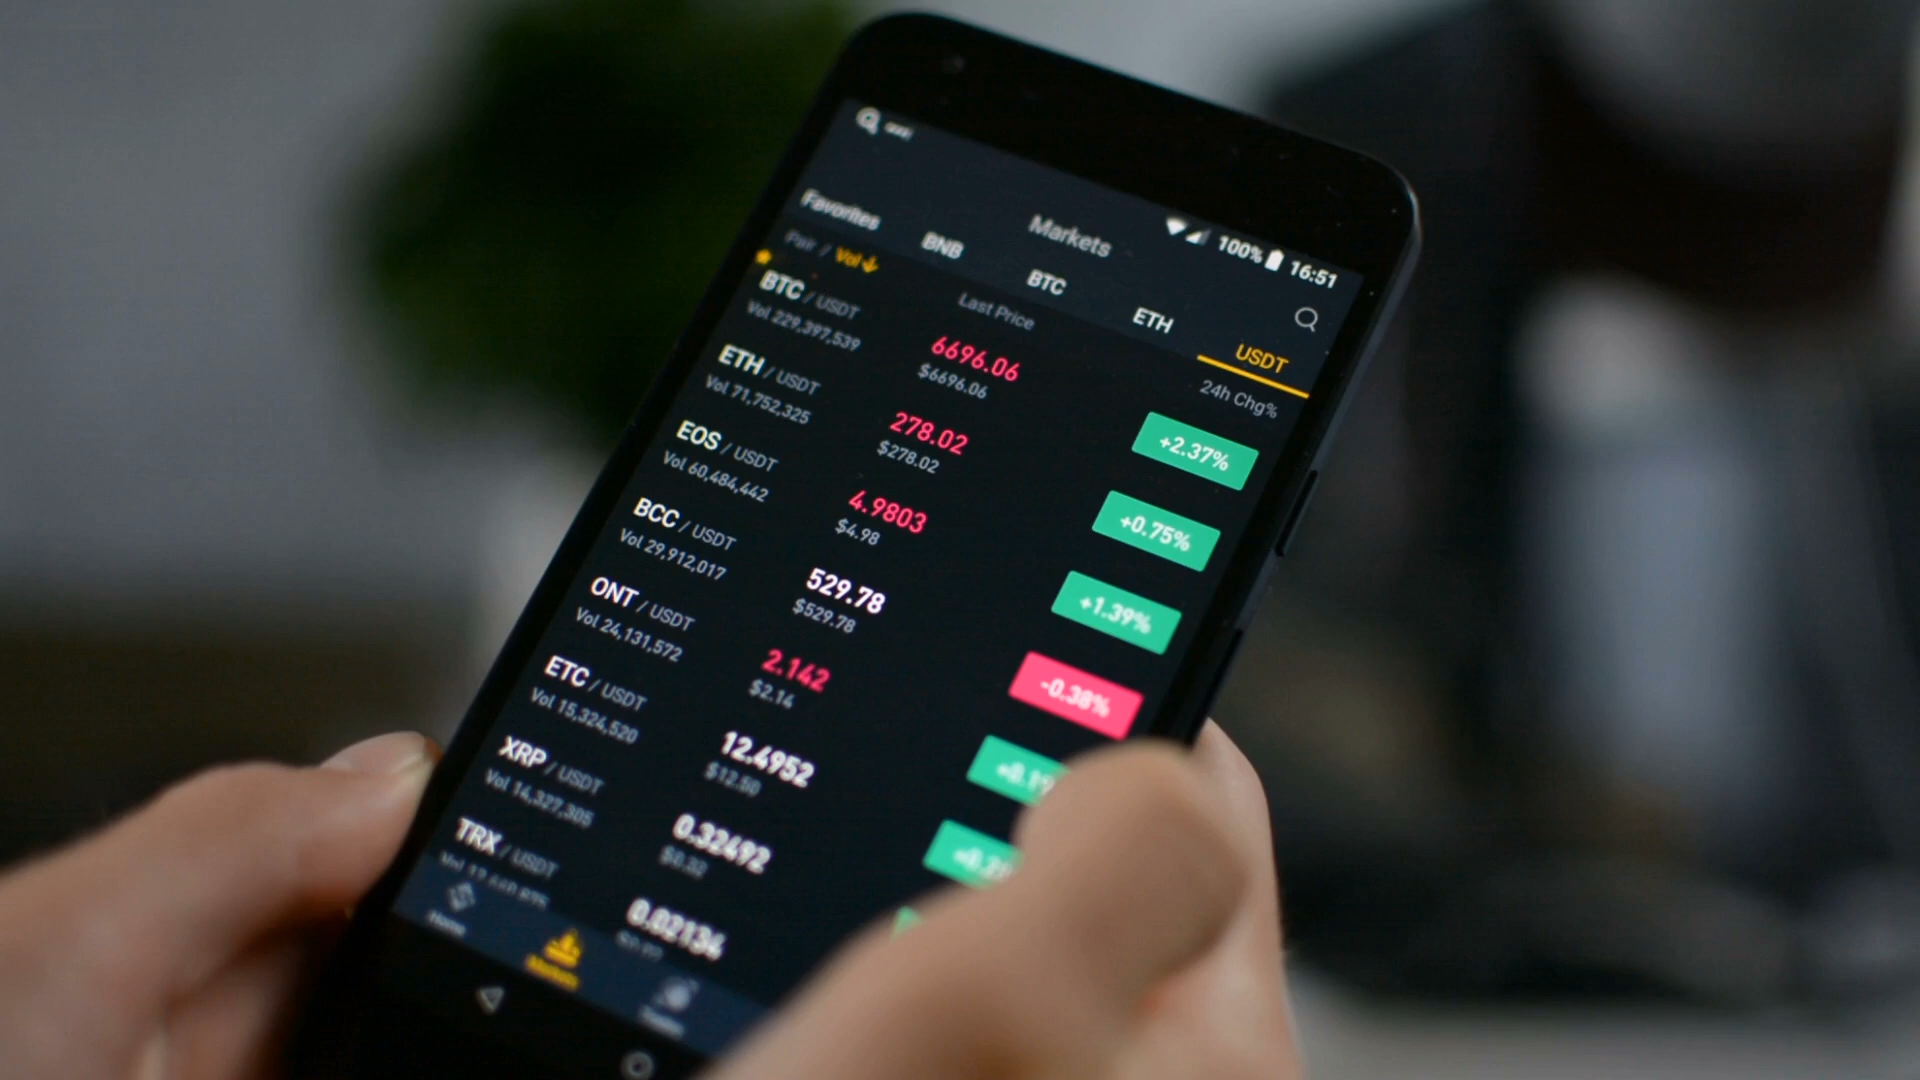 100% 16:51
Markets
Favorites BNB BTC ETH USDT
Pair / Vol Last Price 24h Chg%
BTC / USDT 6696.06 +2.37%
Vol 229,397,539 $6696.06
ETH / USDT 278.02 +0.75%
Vol 71,752,325 $278.02
EOS / USDT 4.9803 +1.39%
Vol 60,484,442 $4.98
BCC / USDT 529.78 -0.38%
Vol 29,912,017 $529.78
ONT / USDT 2.142
Vol 24,131,572 $2.14
ETC / USDT 12.4952
Vol 15,324,520 $12.50
XRP / USDT 0.32492
Vol 14,327,305 $0.32
TRX / USDT 0.02134
Vol
Home Markets